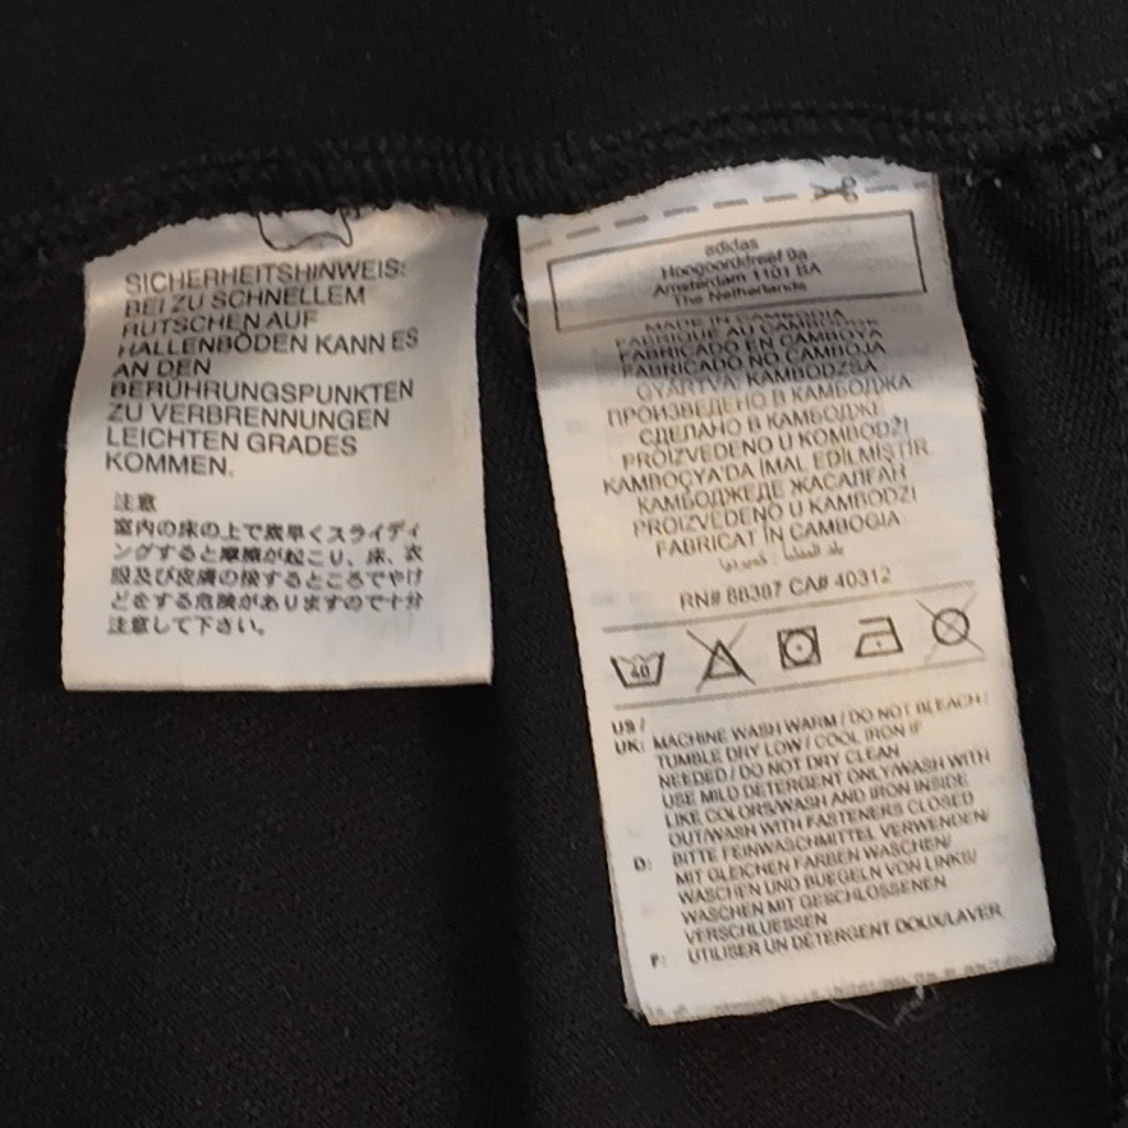 SICHERHEITSHINWEIS:
BEI ZU SCHNELLEM
RUTSCHEN AUF
HALLENBÖDEN KANN ES
AN DEN
BERÜHRUNGSPUNKTEN
ZU VERBRENNUNGEN
LEICHTEN GRADES
KOMMEN.
注意
室内の床の上で素早くスライディ
ングすると摩擦が起こり、床、衣
服及び皮膚の接するところでやけ
どをする危険がありますので十分
注意して下さい。
adidas
Hoogoorddreef 9a
Amsterdam 1101 BA
The Netherlands
MADE IN CAMBODIA
FABRIQUÉ AU CAMBODGE
FABRICADO EN CAMBOYA
FABRICADO NO CAMBOJA
GYÁRTVA: KAMBODZSA
ПРОИЗВЕДЕНО В КАМБОДЖА
СДЕЛАНО В КАМБОДЖЕ
PROIZVEDENO U KOMBODŽI
KAMBOÇYA'DA İMAL EDİLMİŞTİR
КАМБОДЖЕДЕ ЖАСАЛҒАН
PROIZVEDENO U KAMBODŽI
FABRICAT ÎN CAMBOGIA
بلد المنشأ : كمبوديا
RN# 88387 CA# 40312
40
US /
UK: MACHINE WASH WARM / DO NOT BLEACH /
TUMBLE DRY LOW / COOL IRON IF
NEEDED / DO NOT DRY CLEAN
USE MILD DETERGENT ONLY/WASH WITH
LIKE COLORS/WASH AND IRON INSIDE
OUT/WASH WITH FASTENERS CLOSED
D: BITTE FEINWASCHMITTEL VERWENDEN/
MIT GLEICHEN FARBEN WASCHEN/
WASCHEN UND BUEGELN VON LINKS/
WASCHEN MIT GESCHLOSSENEN
VERSCHLUESSEN
F: UTILISER UN DÉTERGENT DOUX/LAVER